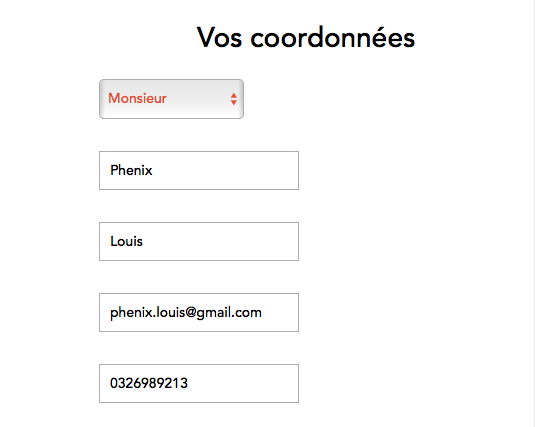 Vos coordonnées
Monsieur
Phenix
Louis
phenix.louis@gmail.com
0326989213